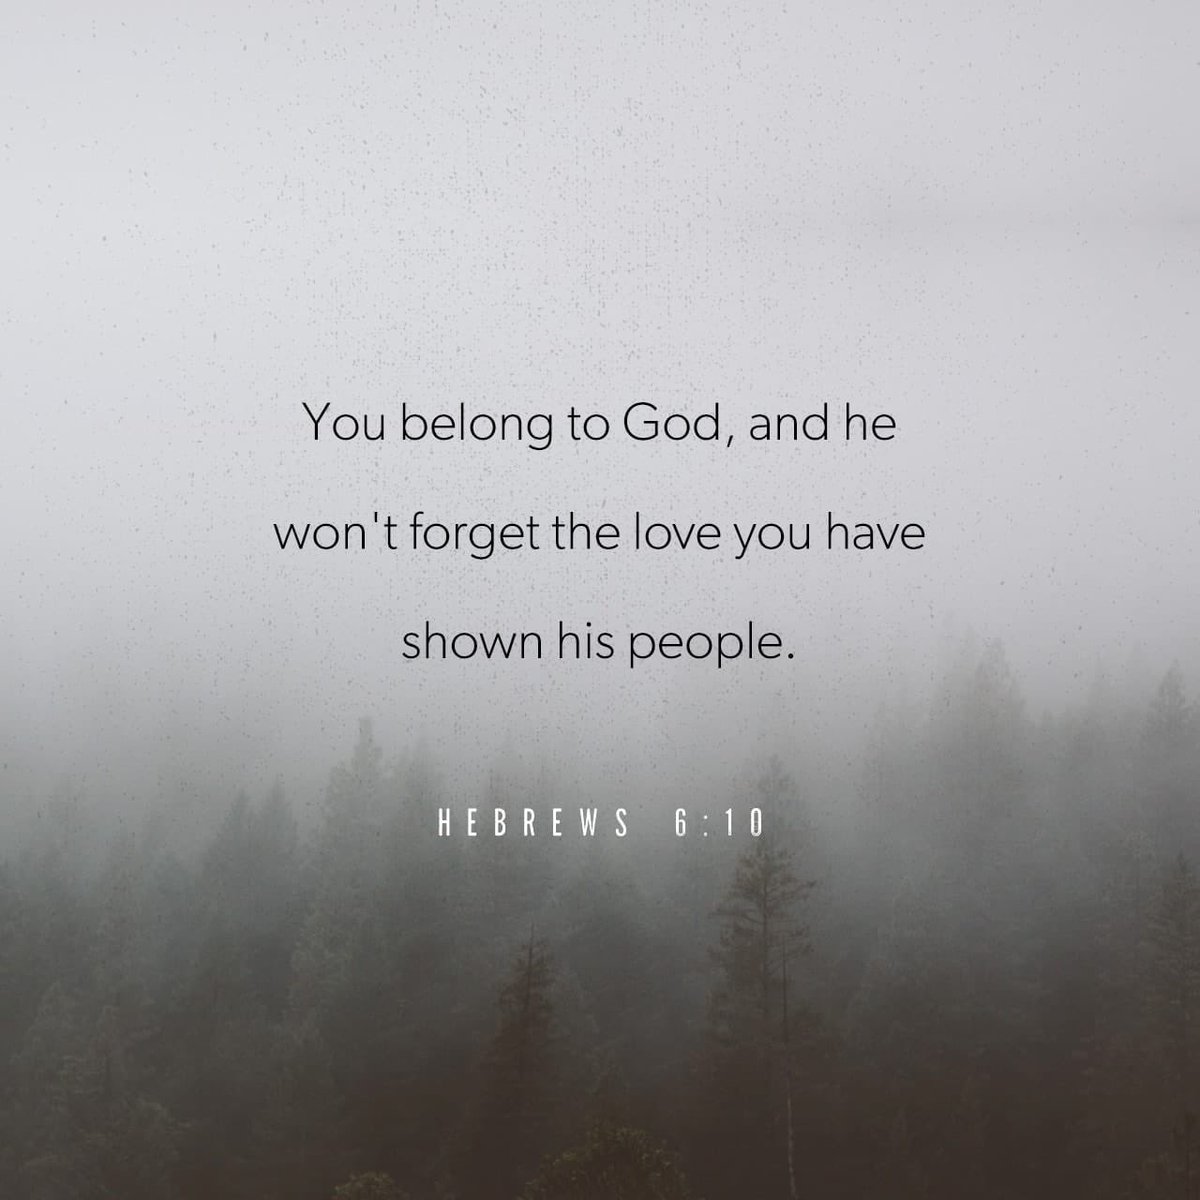 You belong to God, and he
won't forget the love you have
shown his people.
HEBREWS 6:10